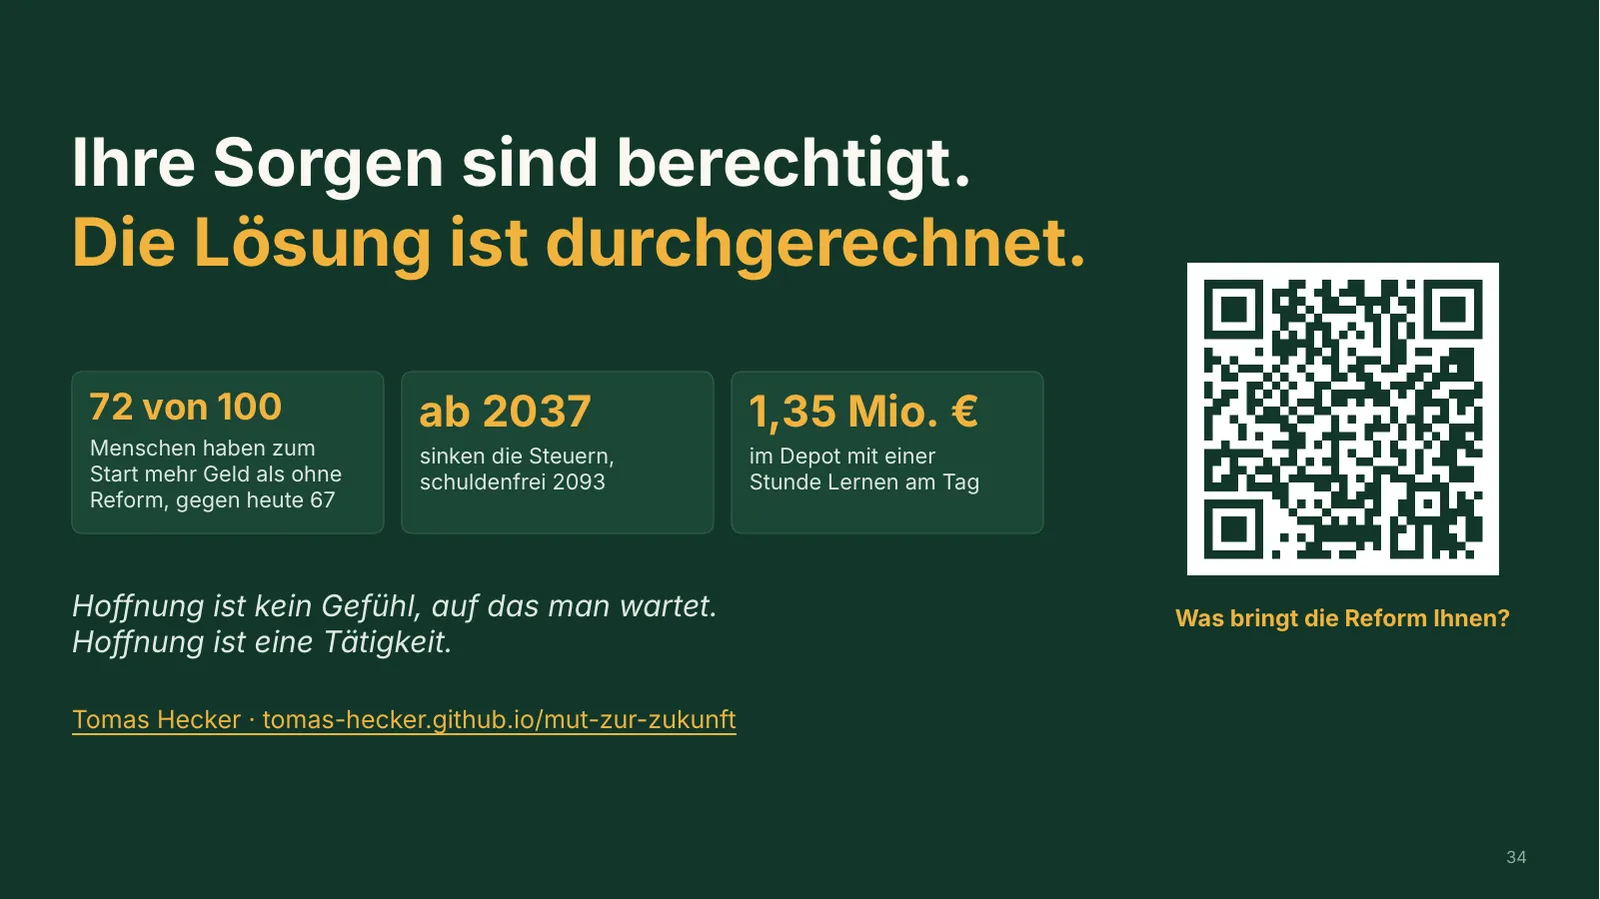 Ihre Sorgen sind berechtigt.
Die Lösung ist durchgerechnet.
72 von 100
Menschen haben zum
Start mehr Geld als ohne
Reform, gegen heute 67
ab 2037
sinken die Steuern,
schuldenfrei 2093
1,35 Mio. €
im Depot mit einer
Stunde Lernen am Tag
Hoffnung ist kein Gefühl, auf das man wartet.
Hoffnung ist eine Tätigkeit.
Tomas Hecker · tomas-hecker.github.io/mut-zur-zukunft
Was bringt die Reform Ihnen?
34